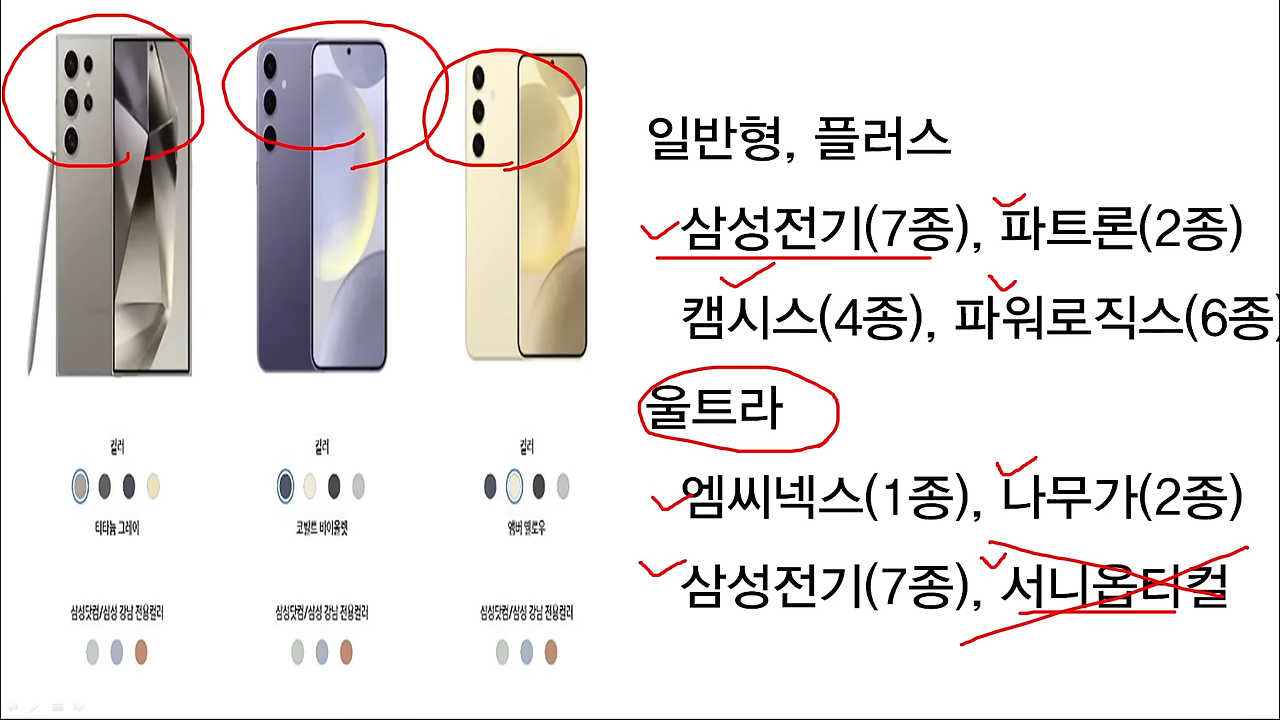 일반형, 플러스
삼성전기(7종), 파트론(2종)
캠시스(4종), 파워로직스(6종)
울트라
엠씨넥스(1종), 나무가(2종)
삼성전기(7종), 서니옵티컬
컬러
티타늄 그레이
삼성닷컴/삼성 강남 전용컬러
컬러
코발트 바이올렛
삼성닷컴/삼성 강남 전용컬러
컬러
앰버 옐로우
삼성닷컴/삼성 강남 전용컬러